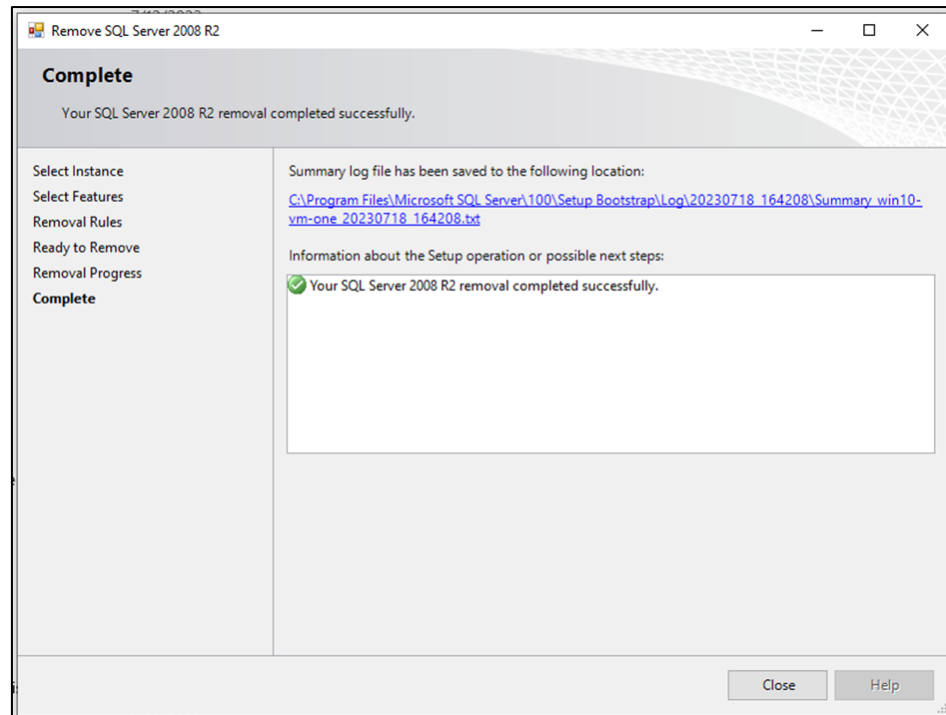 Remove SQL Server 2008 R2
Complete
Your SQL Server 2008 R2 removal completed successfully.
Select Instance
Select Features
Removal Rules
Ready to Remove
Removal Progress
Complete
Summary log file has been saved to the following location:
C:\Program Files\Microsoft SQL Server\100\Setup Bootstrap\Log\20230718_164208\Summary_win10-
vm-one_20230718_164208.txt
Information about the Setup operation or possible next steps:
Your SQL Server 2008 R2 removal completed successfully.
Close
Help